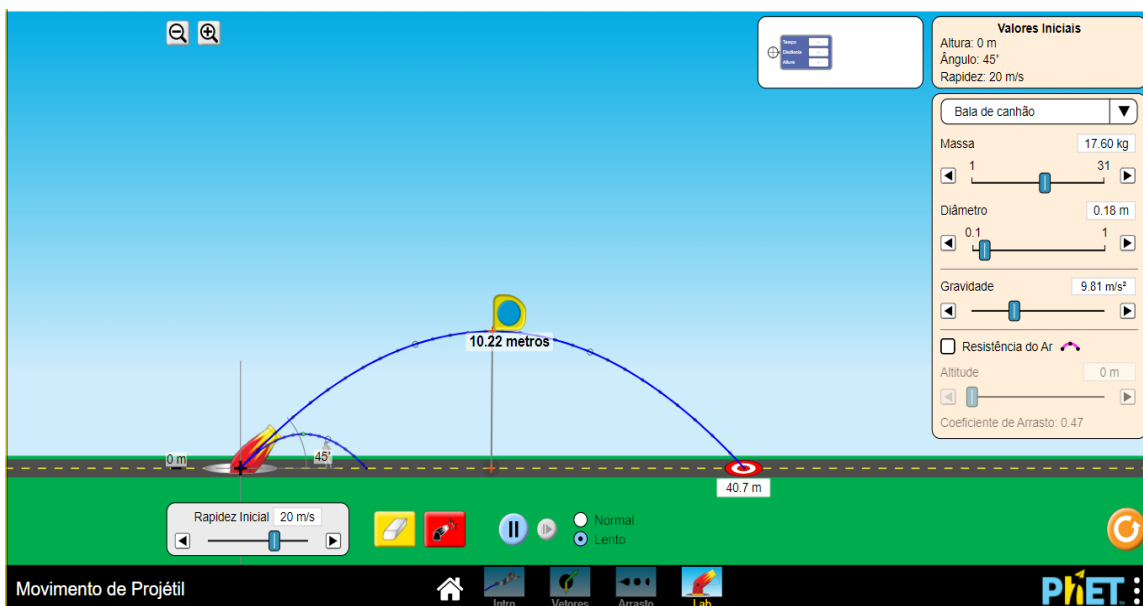 Tempo -
Distância -
Altura -
Valores Iniciais
Altura: 0 m
Ângulo: 45°
Rapidez: 20 m/s
Bala de canhão
Massa 17.60 kg
1 31
Diâmetro 0.18 m
0.1 1
Gravidade 9.81 m/s²
Resistência do Ar
Altitude 0 m
Coeficiente de Arrasto: 0.47
10.22 metros
0 m
45°
40.7 m
Rapidez Inicial 20 m/s
Normal
Lento
Movimento de Projétil
Intro
Vetores
Arrasto
Lab
PhET